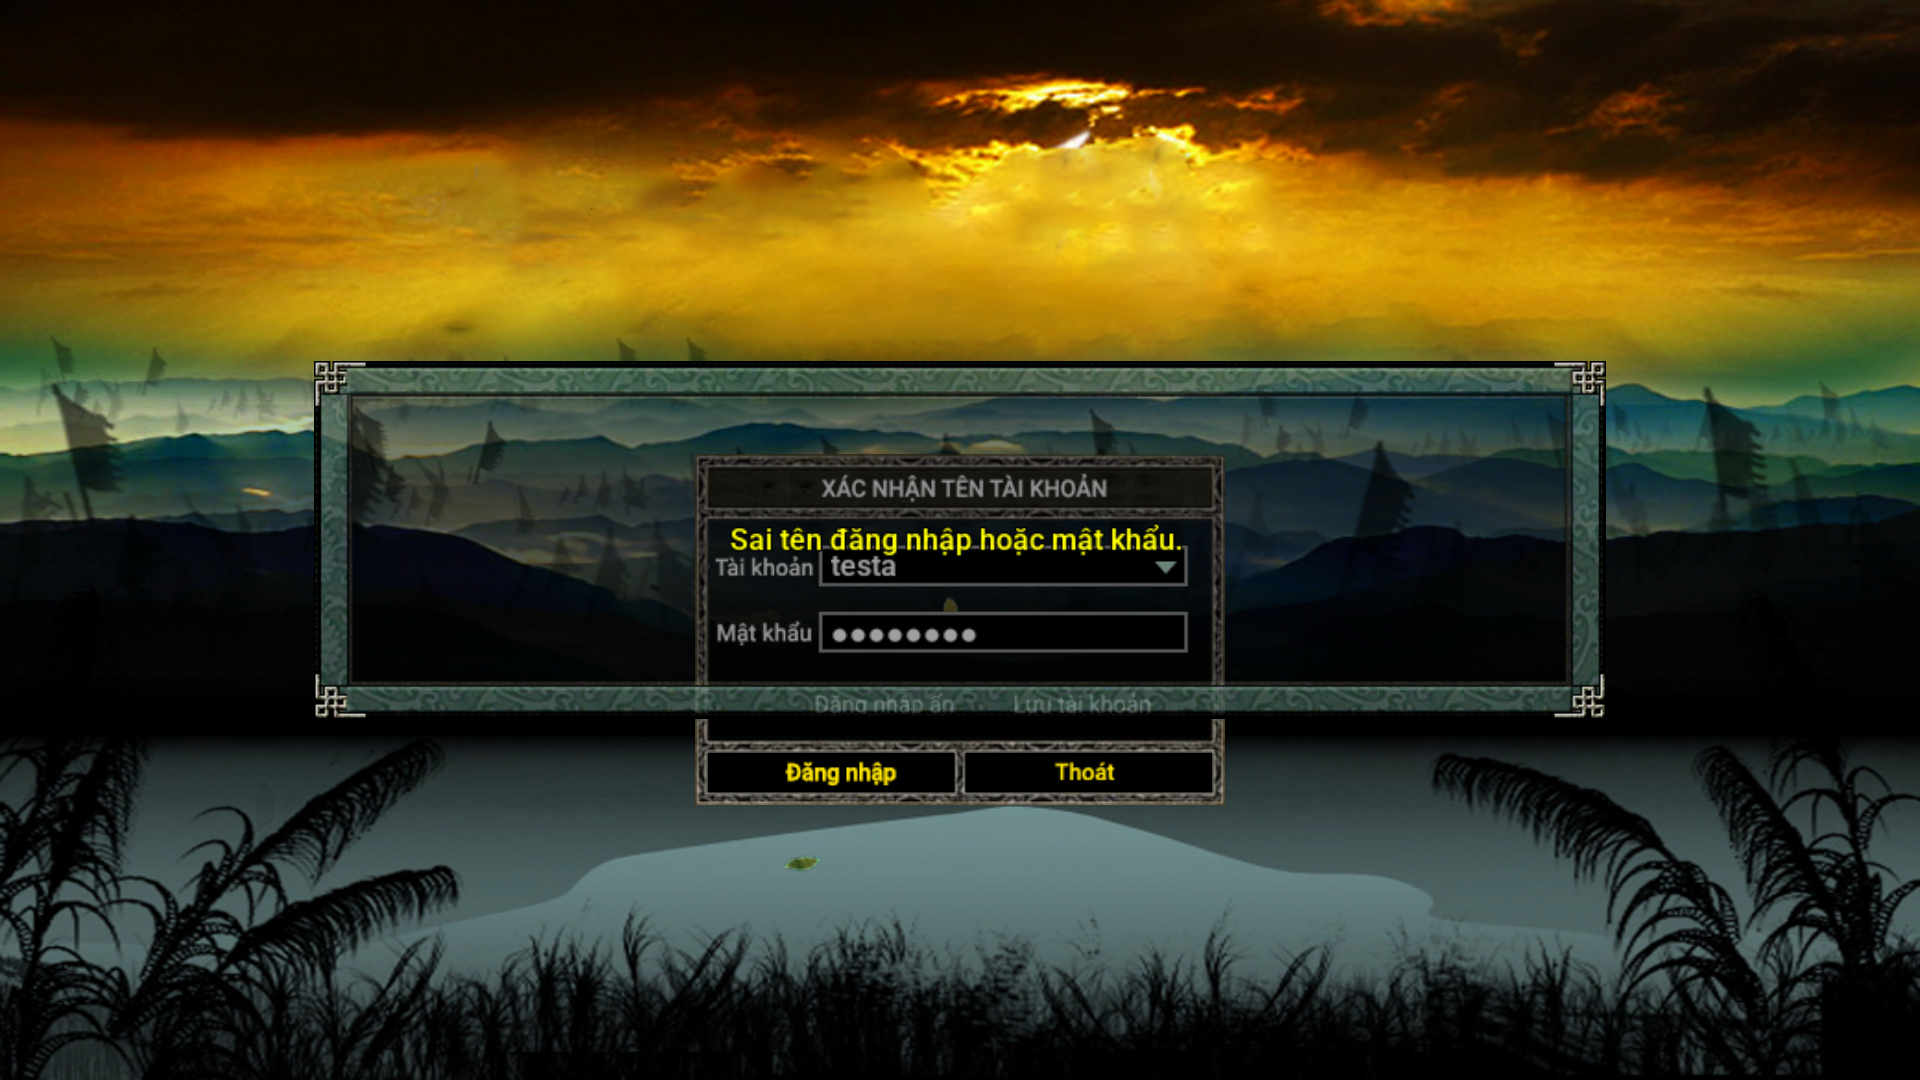 XÁC NHẬN TÊN TÀI KHOẢN
Sai tên đăng nhập hoặc mật khẩu.
Tài khoản testa
Mật khẩu ●●●●●●●●
Đăng nhập ẩn Lưu tài khoản
Đăng nhập Thoát